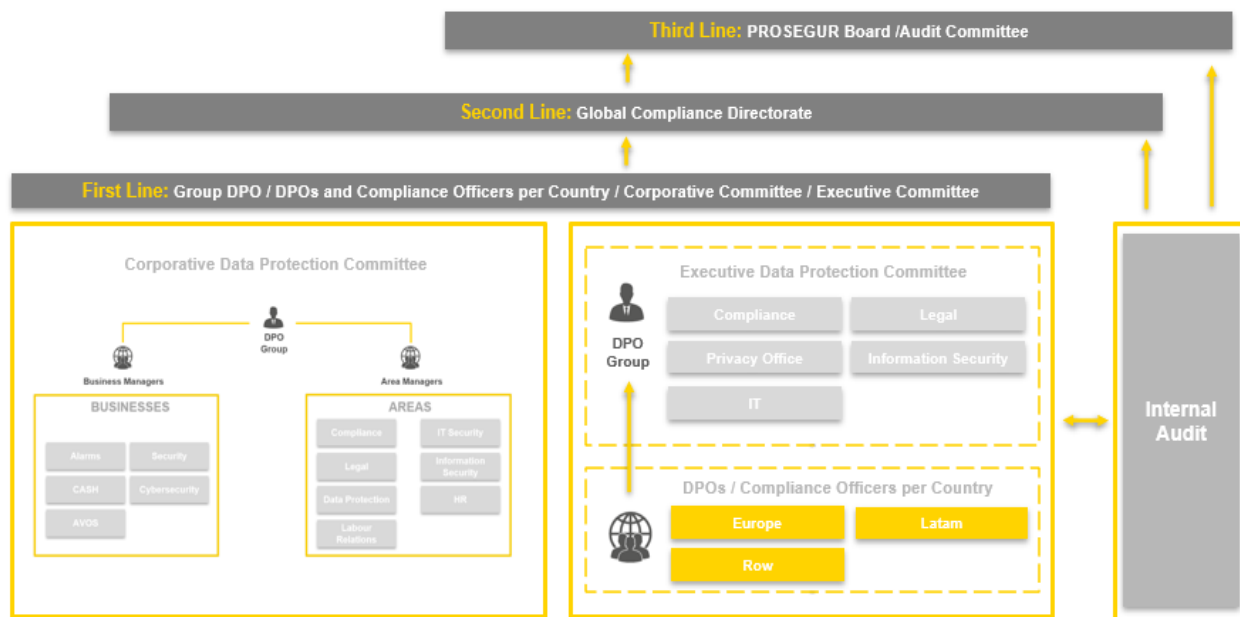 Third Line: PROSEGUR Board /Audit Committee
Second Line: Global Compliance Directorate
First Line: Group DPO / DPOs and Compliance Officers per Country / Corporative Committee / Executive Committee
Corporative Data Protection Committee
DPO
Group
Business Managers
Area Managers
BUSINESSES
Alarms
Security
CASH
Cybersecurity
AVOS
AREAS
Compliance
IT Security
Legal
Information
Security
Data Protection
HR
Labour
Relations
Executive Data Protection Committee
DPO
Group
Compliance
Legal
Privacy Office
Information Security
IT
DPOs / Compliance Officers per Country
Europe
Latam
Row
Internal
Audit